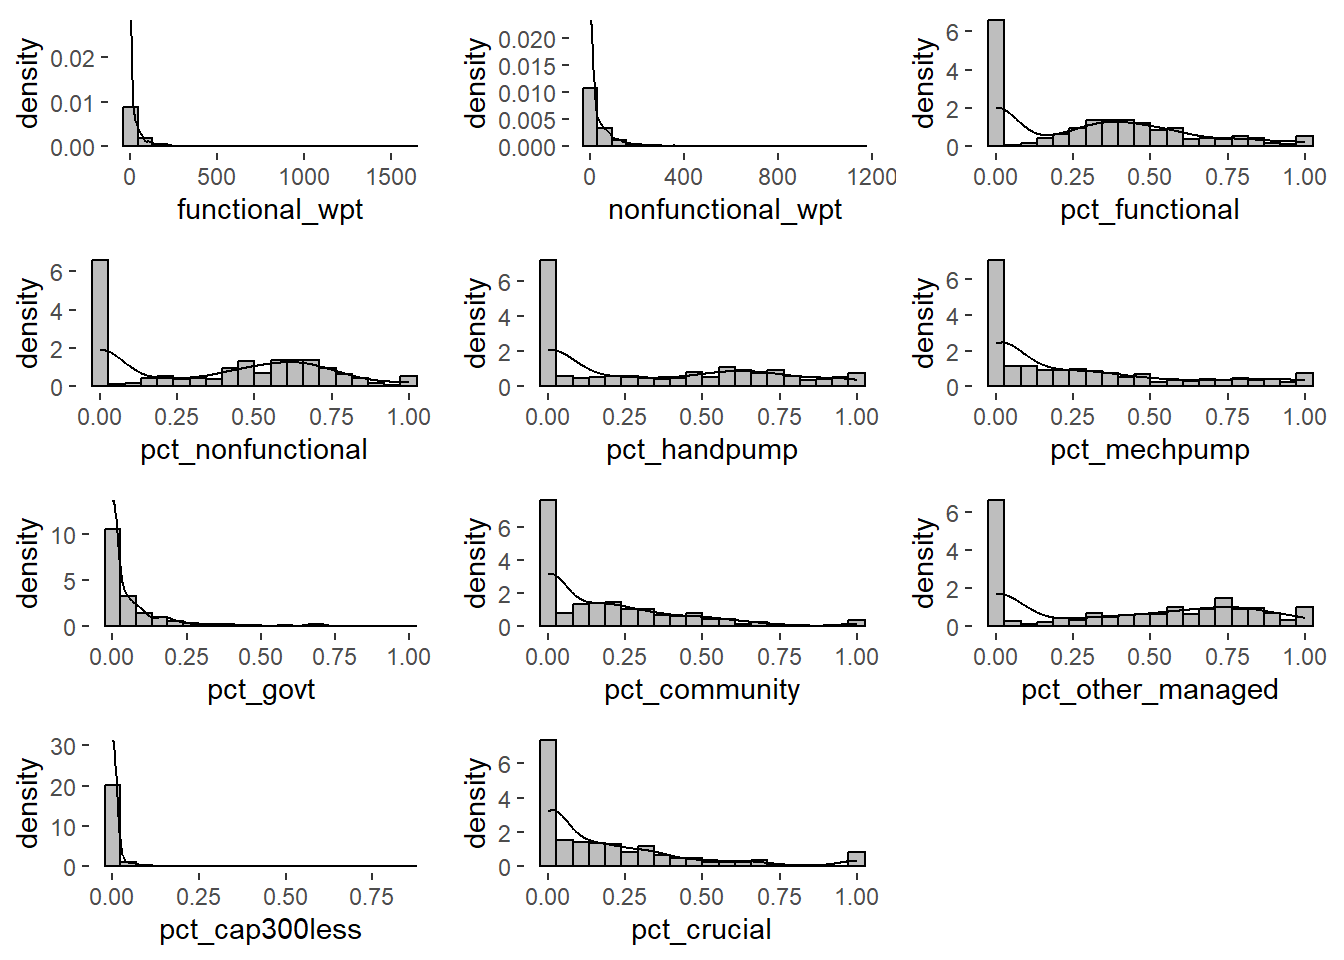 density
0.02
0.01
0.00
0 500 1000 1500
functional_wpt
density
0.020
0.015
0.010
0.005
0.000
0 400 800 1200
nonfunctional_wpt
density
6
4
2
0
0.00 0.25 0.50 0.75 1.00
pct_functional
density
6
4
2
0
0.00 0.25 0.50 0.75 1.00
pct_nonfunctional
density
6
4
2
0
0.00 0.25 0.50 0.75 1.00
pct_handpump
density
6
4
2
0
0.00 0.25 0.50 0.75 1.00
pct_mechpump
density
10
5
0
0.00 0.25 0.50 0.75 1.00
pct_govt
density
6
4
2
0
0.00 0.25 0.50 0.75 1.00
pct_community
density
6
4
2
0
0.00 0.25 0.50 0.75 1.00
pct_other_managed
density
30
20
10
0
0.00 0.25 0.50 0.75
pct_cap300less
density
6
4
2
0
0.00 0.25 0.50 0.75 1.00
pct_crucial